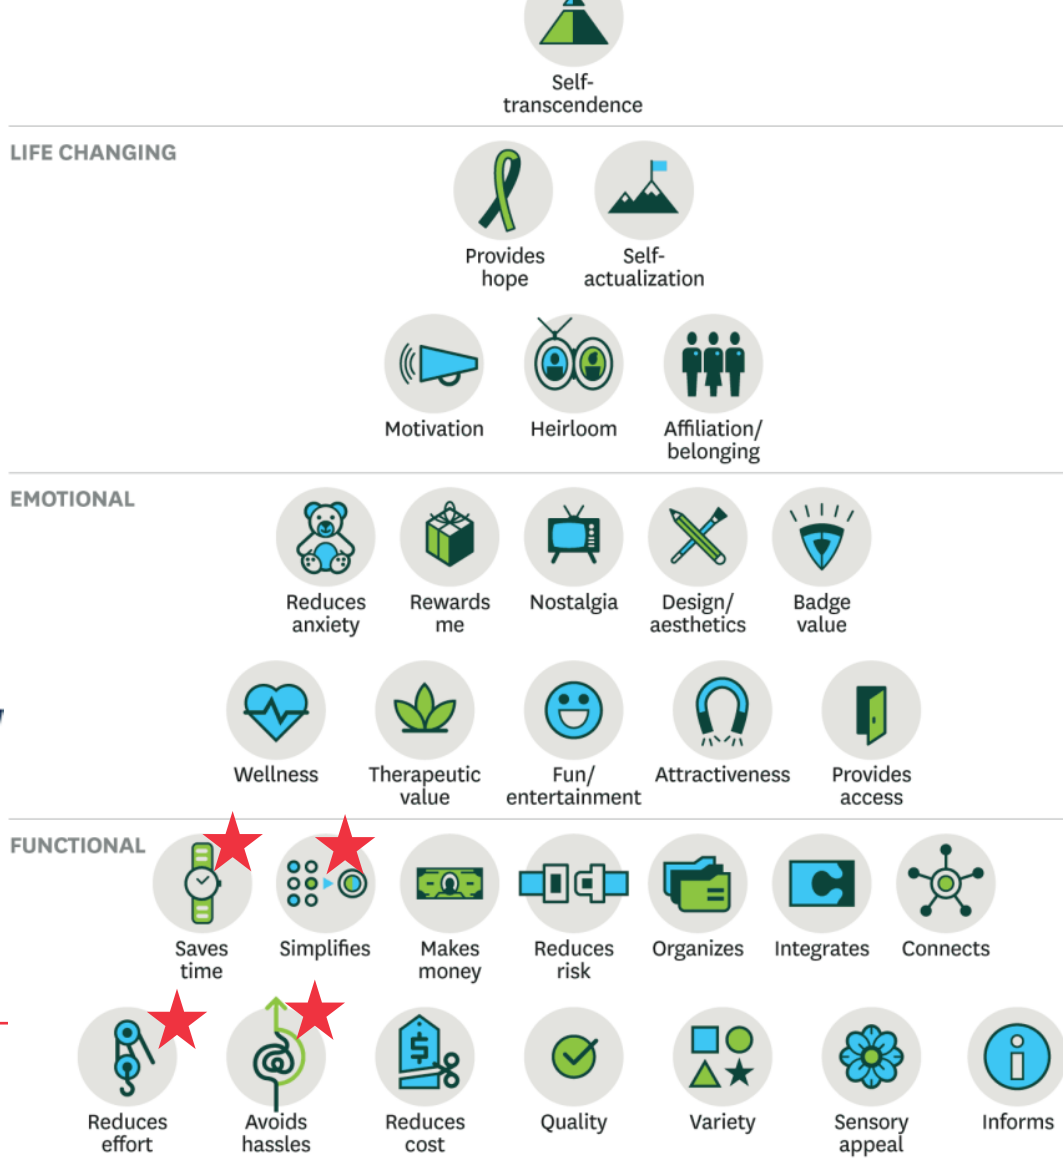 Self-
transcendence
LIFE CHANGING
Provides
hope
Self-
actualization
Motivation
Heirloom
Affiliation/
belonging
EMOTIONAL
Reduces
anxiety
Rewards
me
Nostalgia
Design/
aesthetics
Badge
value
Wellness
Therapeutic
value
Fun/
entertainment
Attractiveness
Provides
access
FUNCTIONAL
Saves
time
Simplifies
Makes
money
Reduces
risk
Organizes
Integrates
Connects
$
Reduces
effort
Avoids
hassles
Reduces
cost
Quality
Variety
Sensory
appeal
i
Informs